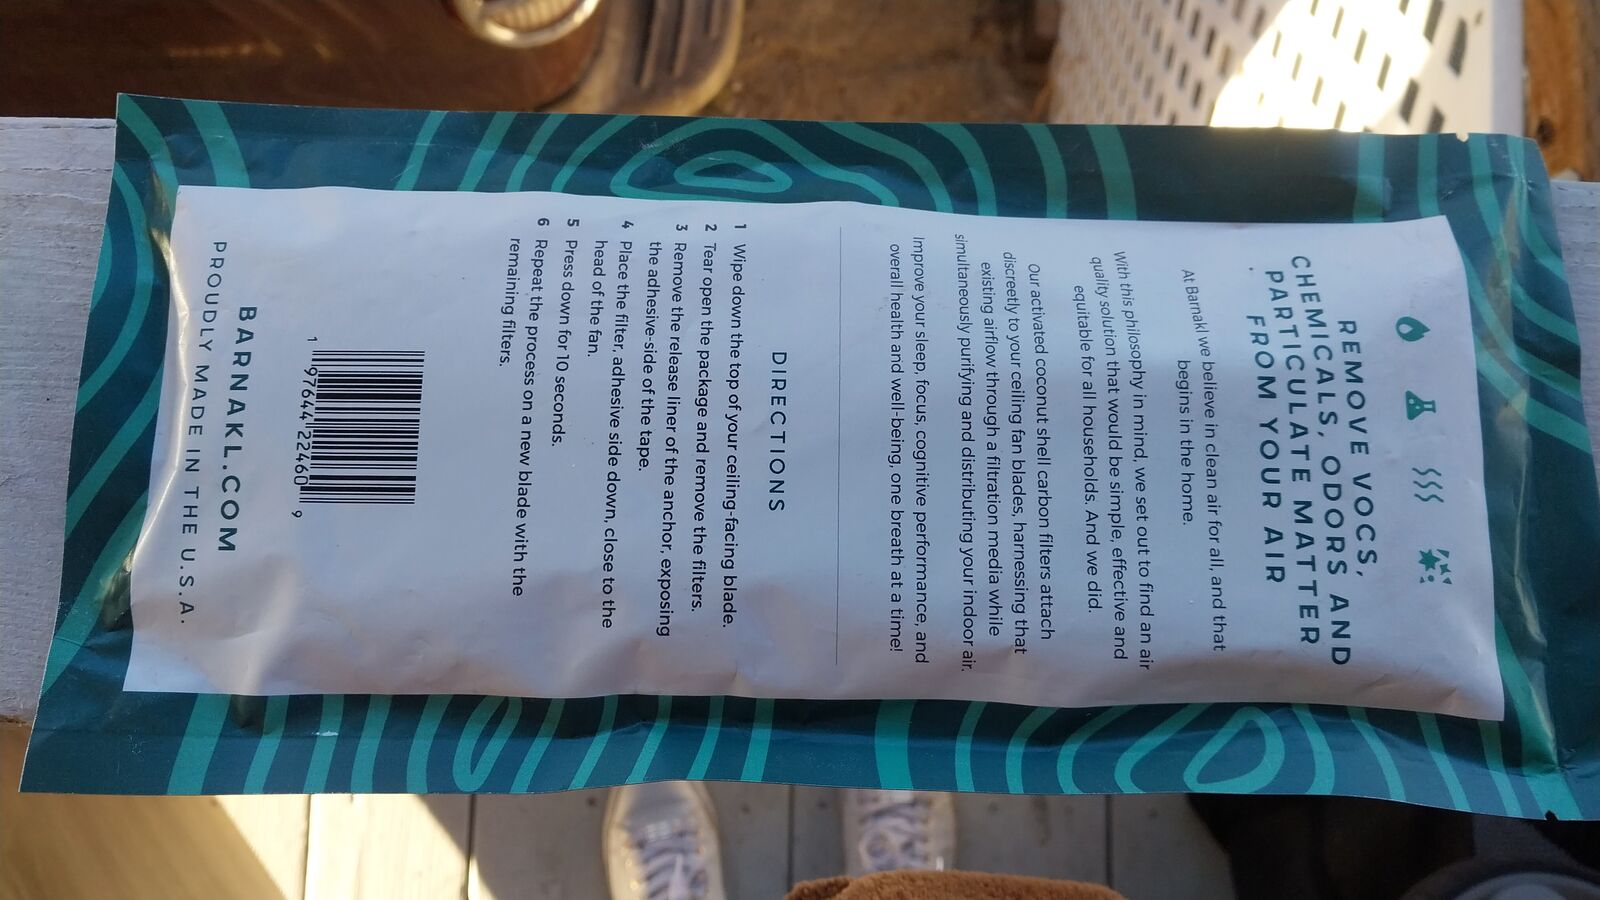 REMOVE VOCS,
CHEMICALS, ODORS AND
PARTICULATE MATTER
FROM YOUR AIR
At Barnakl we believe in clean air for all, and that
begins in the home.
With this philosophy in mind, we set out to find an air
quality solution that would be simple, effective and
equitable for all households. And we did.
Our activated coconut shell carbon filters attach
discreetly to your ceiling fan blades, harnessing that
existing airflow through a filtration media while
simultaneously purifying and distributing your indoor air.
Improve your sleep, focus, cognitive performance, and
overall health and well-being, one breath at a time!
DIRECTIONS
1 Wipe down the top of your ceiling-facing blade.
2 Tear open the package and remove the filters.
3 Remove the release liner of the anchor, exposing
the adhesive-side of the tape.
4 Place the filter, adhesive side down, close to the
head of the fan.
5 Press down for 10 seconds.
6 Repeat the process on a new blade with the
remaining filters.
1 97644 22460 9
BARNAKL.COM
PROUDLY MADE IN THE U.S.A.